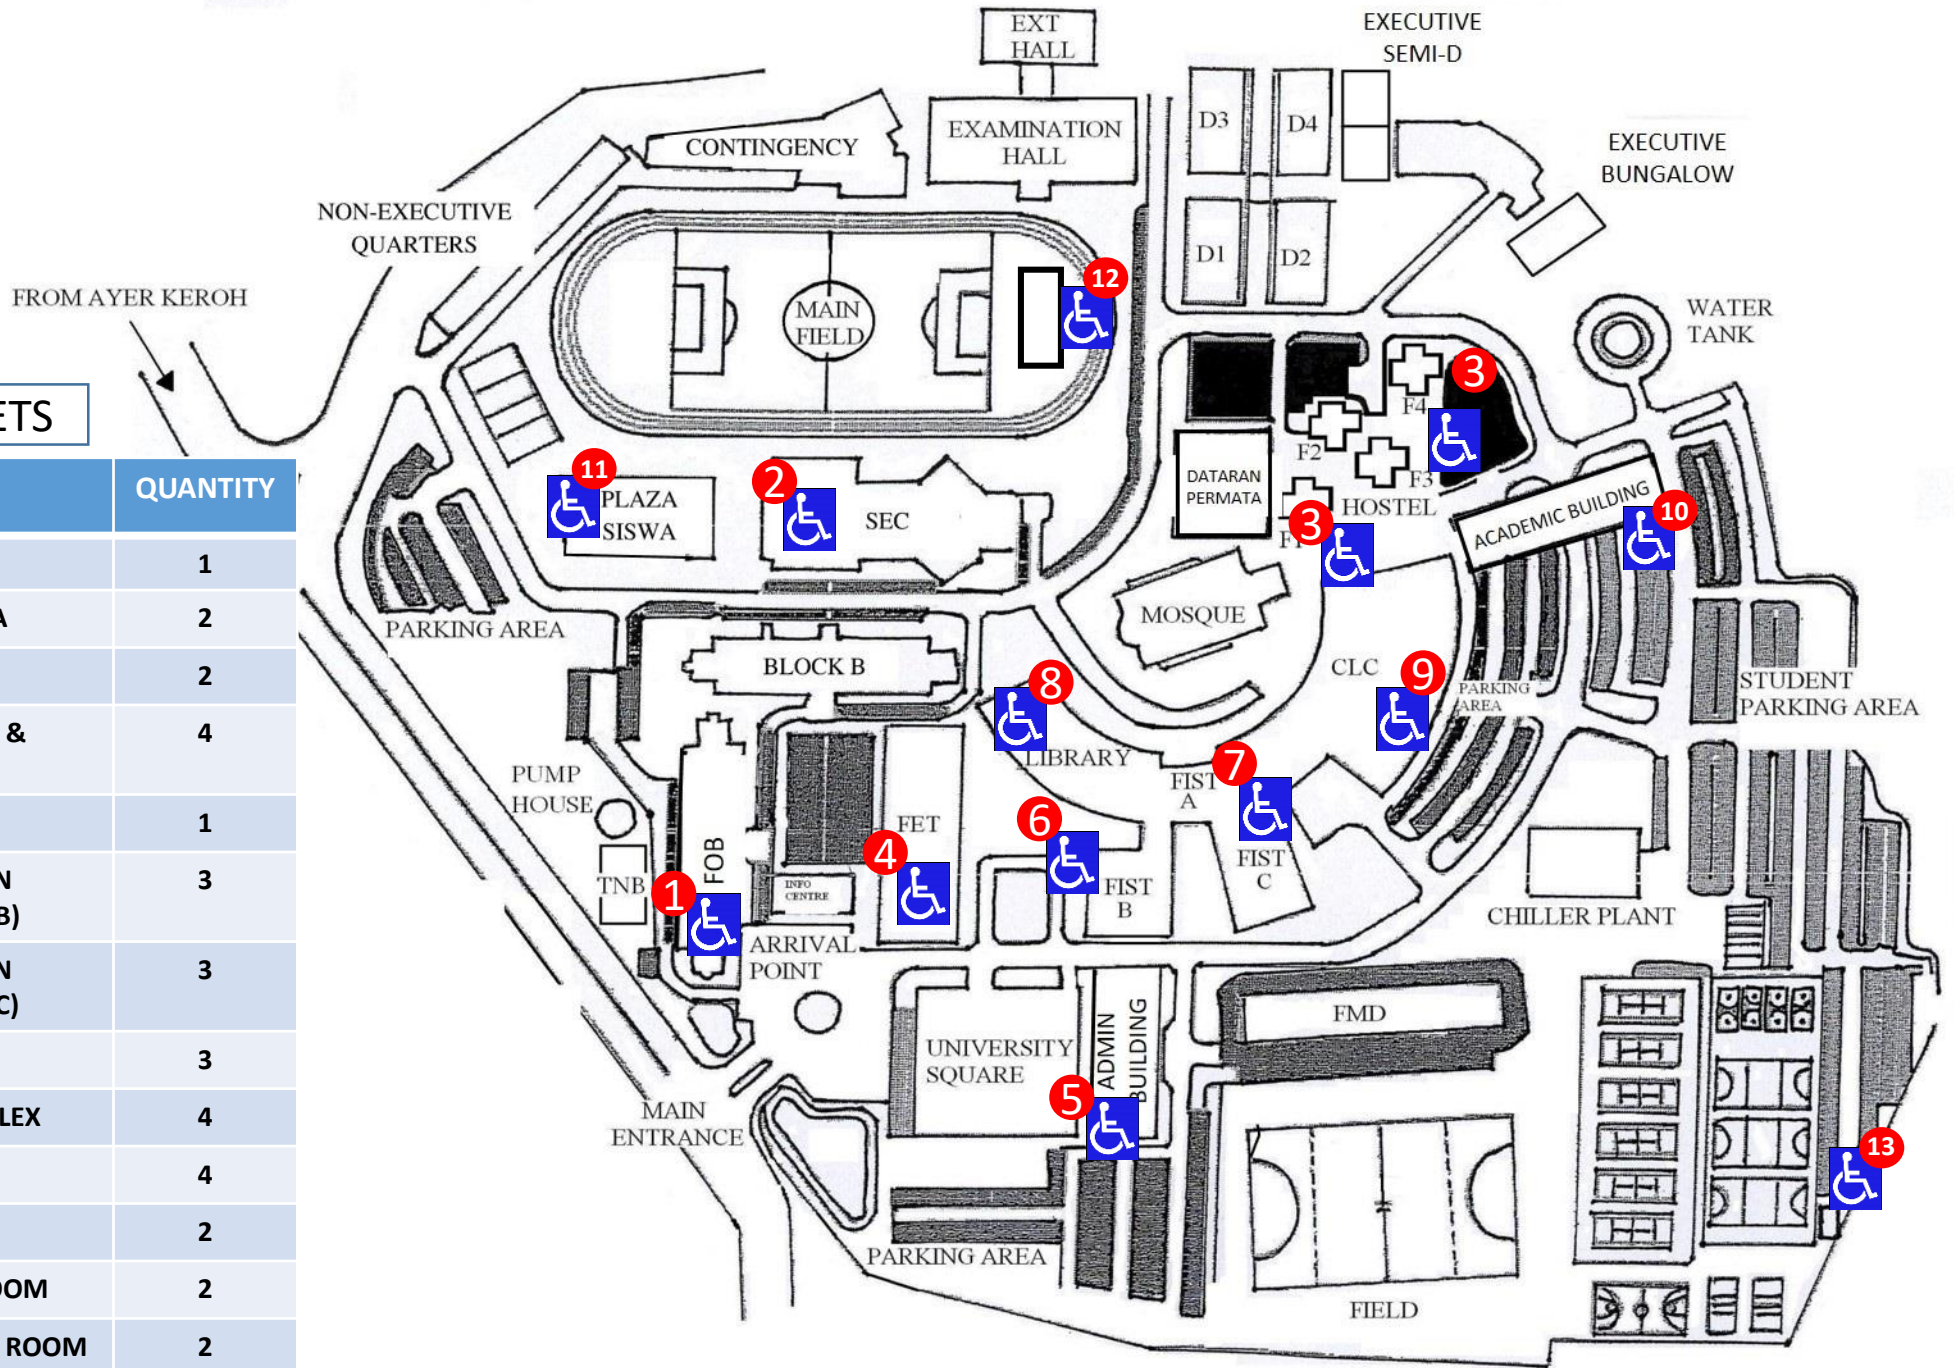 EXT
HALL
EXECUTIVE
SEMI-D
EXAMINATION
HALL
D3
D4
CONTINGENCY
EXECUTIVE
BUNGALOW
NON-EXECUTIVE
QUARTERS
D1
D2
FROM AYER KEROH
12
MAIN
FIELD
WATER
TANK
3
F4
ETS
F2
F3
DATARAN
PERMATA
HOSTEL
11
2
PLAZA
SISWA
SEC
3
F1
ACADEMIC BUILDING
10
QUANTITY
1
A 2
2
& 4
1
N 3
B)
N 3
C)
3
LEX 4
4
2
OOM 2
ROOM 2
PARKING AREA
MOSQUE
BLOCK B
CLC
8
9
PARKING
AREA
STUDENT
PARKING AREA
LIBRARY
PUMP
HOUSE
FIST
A
7
FET
6
FOB
4
FIST
C
TNB
INFO
CENTRE
1
FIST
B
CHILLER PLANT
ARRIVAL
POINT
FMD
UNIVERSITY
SQUARE
ADMIN
BUILDING
5
MAIN
ENTRANCE
13
PARKING AREA
FIELD